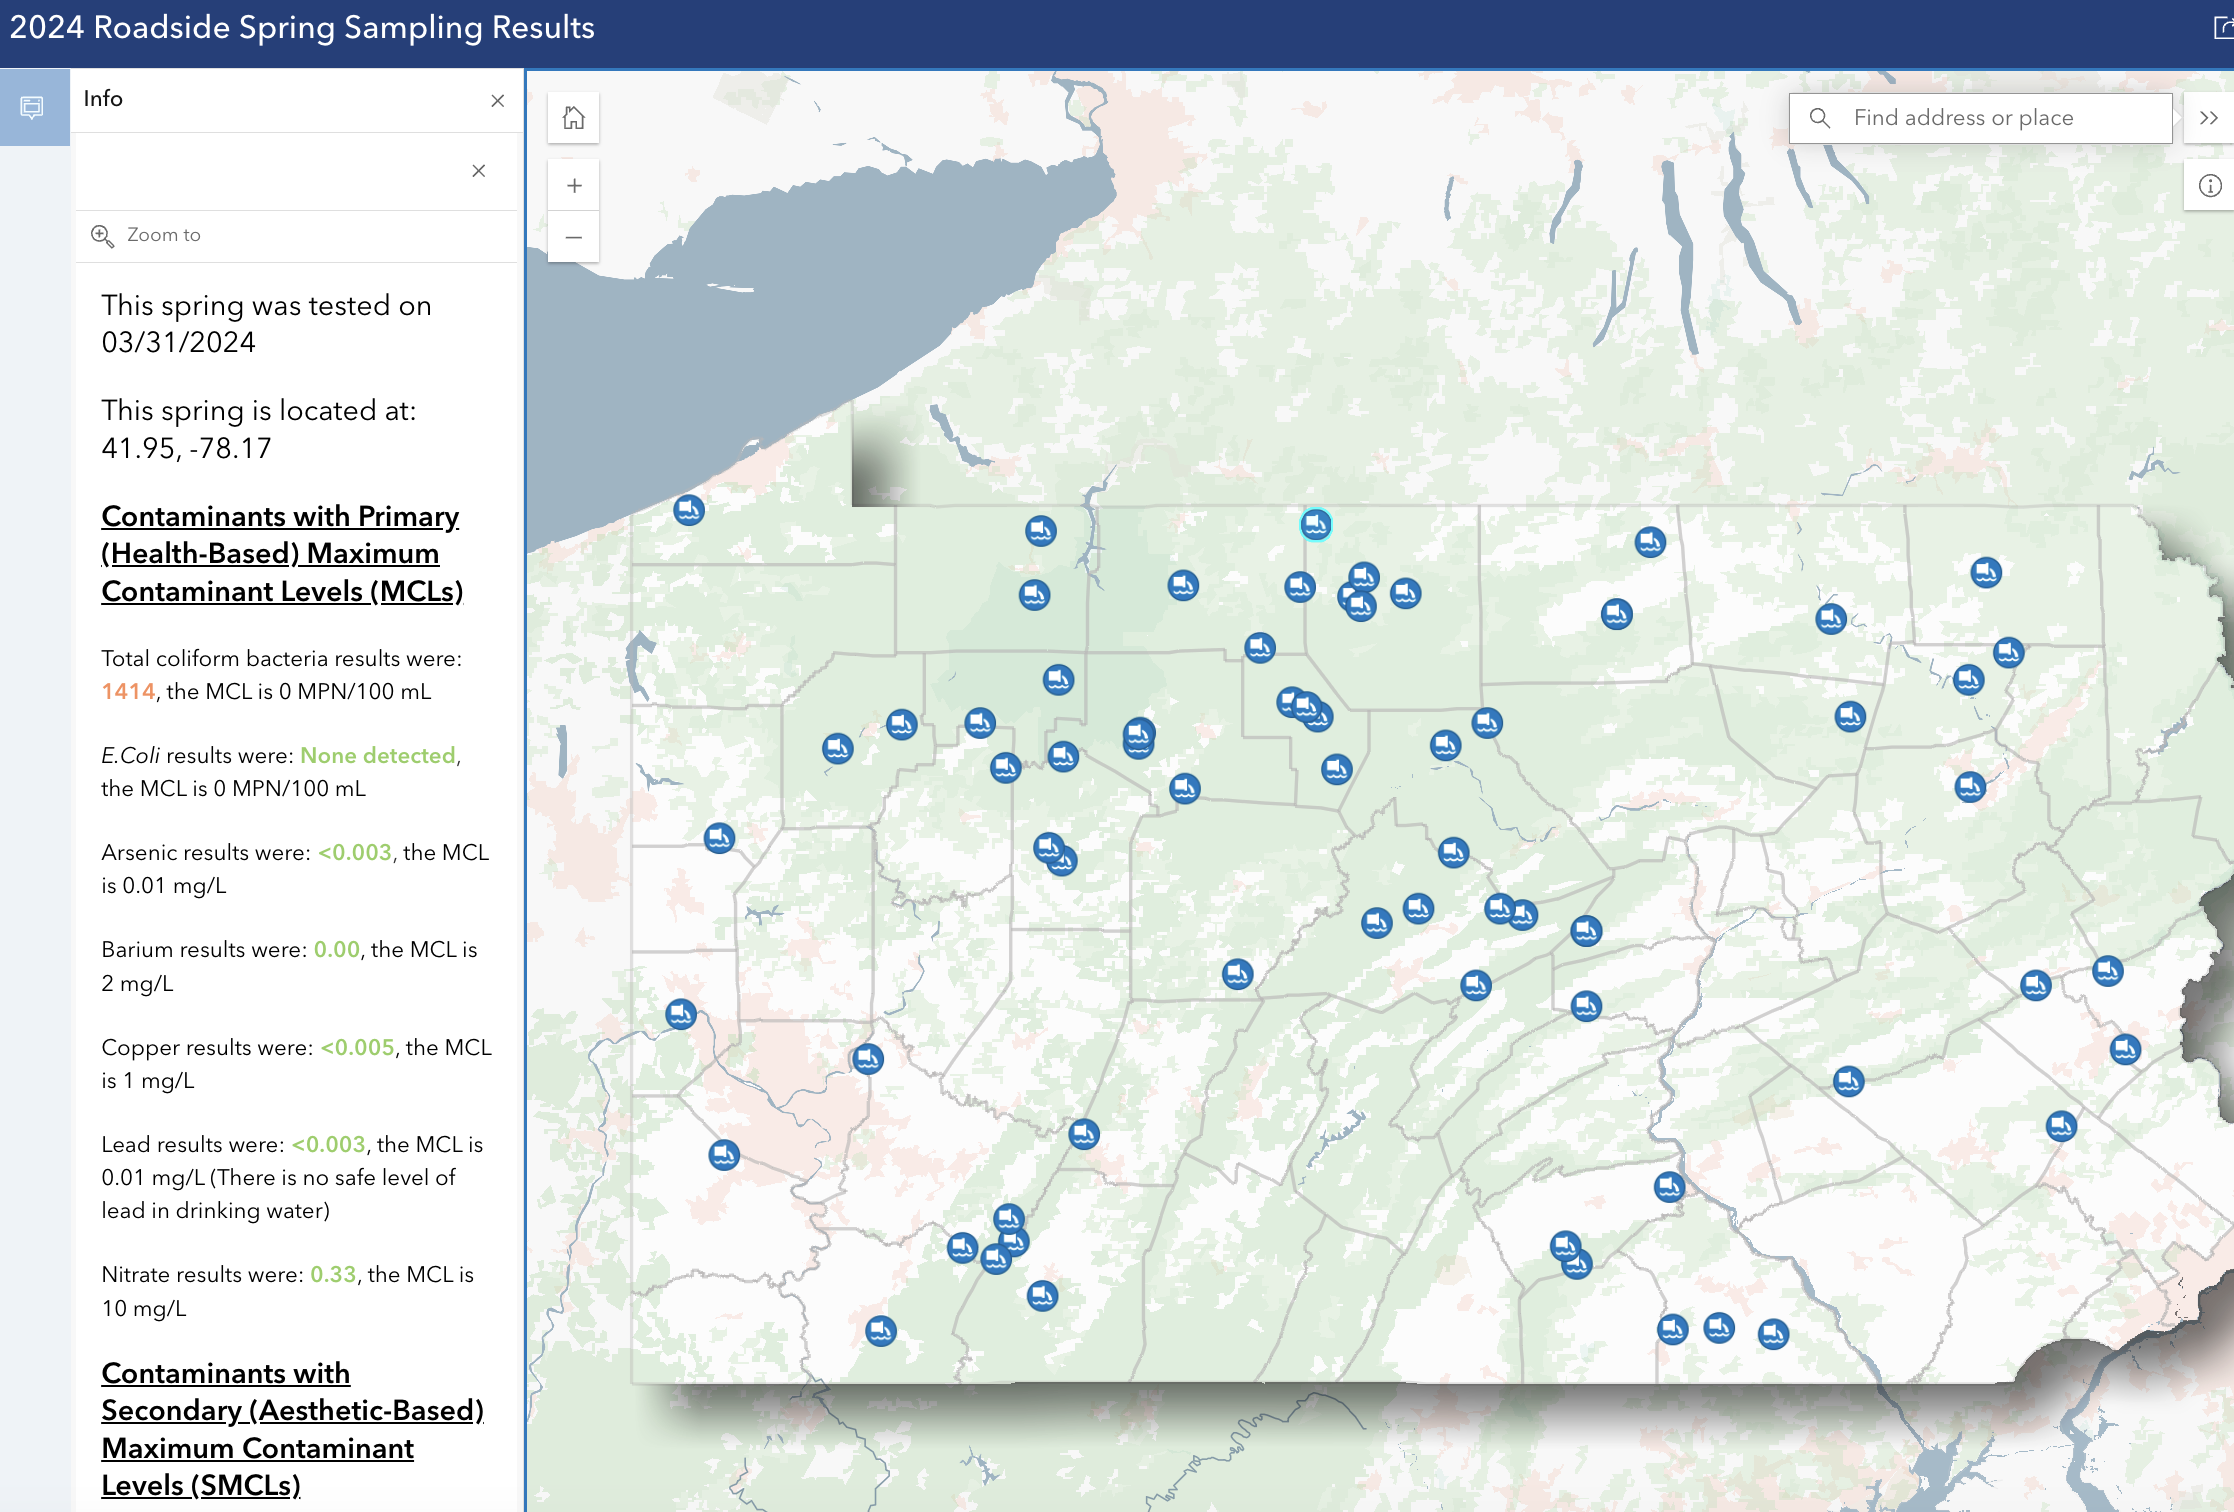 2024 Roadside Spring Sampling Results
Info
Zoom to
This spring was tested on
03/31/2024
This spring is located at:
41.95, -78.17
Contaminants with Primary
(Health-Based) Maximum
Contaminant Levels (MCLs)
Total coliform bacteria results were:
1414, the MCL is 0 MPN/100 mL
E.Coli results were: None detected,
the MCL is 0 MPN/100 mL
Arsenic results were: <0.003, the MCL
is 0.01 mg/L
Barium results were: 0.00, the MCL is
2 mg/L
Copper results were: <0.005, the MCL
is 1 mg/L
Lead results were: <0.003, the MCL is
0.01 mg/L (There is no safe level of
lead in drinking water)
Nitrate results were: 0.33, the MCL is
10 mg/L
Contaminants with
Secondary (Aesthetic-Based)
Maximum Contaminant
Levels (SMCLs)
Find address or place